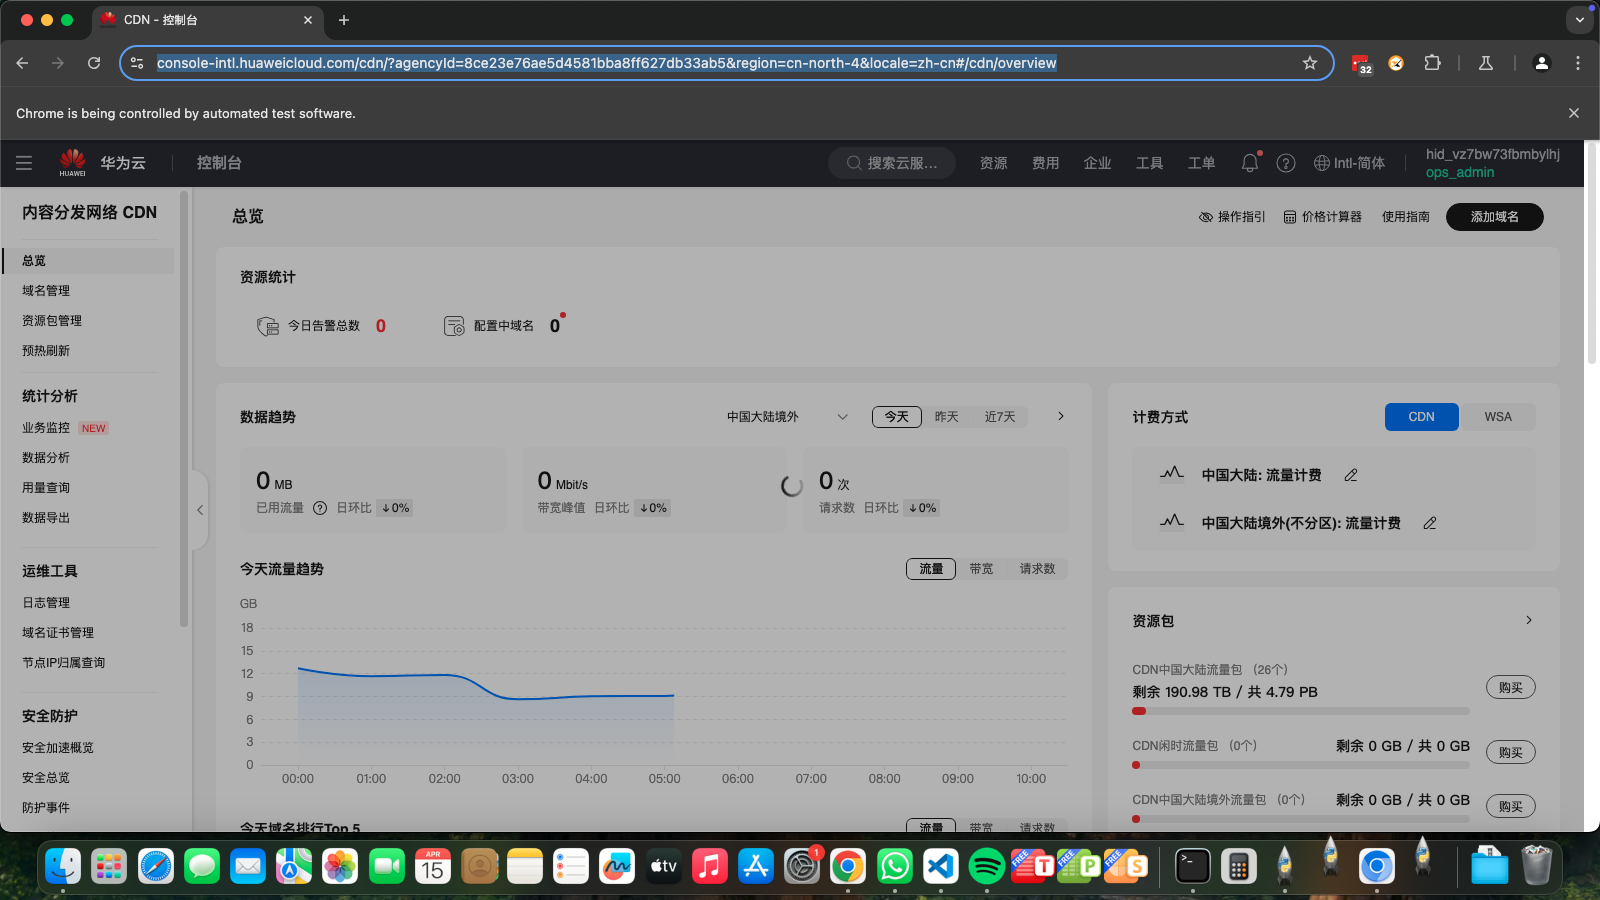 CDN - 控制台
console-intl.huaweicloud.com/cdn/?agencyId=8ce23e76ae5d4581bba8ff627db33ab5&region=cn-north-4&locale=zh-cn#/cdn/overview
32
Chrome is being controlled by automated test software.
HUAWEI
华为云
控制台
搜索云服...
资源
费用
企业
工具
工单
Intl-简体
hid_vz7bw73fbmbylhj
ops_admin
内容分发网络 CDN
总览
域名管理
资源包管理
预热刷新
统计分析
业务监控 NEW
数据分析
用量查询
数据导出
运维工具
日志管理
域名证书管理
节点IP归属查询
安全防护
安全加速概览
安全总览
防护事件
总览
操作指引
价格计算器
使用指南
添加域名
资源统计
今日告警总数 0
配置中域名 0
数据趋势
中国大陆境外
今天 昨天 近7天
0 MB
已用流量 日环比 ↓0%
0 Mbit/s
带宽峰值 日环比 ↓0%
0 次
请求数 日环比 ↓0%
今天流量趋势
流量 带宽 请求数
GB
18
15
12
9
6
3
0
00:00 01:00 02:00 03:00 04:00 05:00 06:00 07:00 08:00 09:00 10:00
今天域名排行Top 5
流量 带宽 请求数
计费方式
CDN WSA
中国大陆: 流量计费
中国大陆境外(不分区): 流量计费
资源包
CDN中国大陆流量包 (26个)
剩余 190.98 TB / 共 4.79 PB
购买
CDN闲时流量包 (0个) 剩余 0 GB / 共 0 GB
购买
CDN中国大陆境外流量包 (0个) 剩余 0 GB / 共 0 GB
购买
APR
15
tv
1
FREE T
FREE P
FREE S